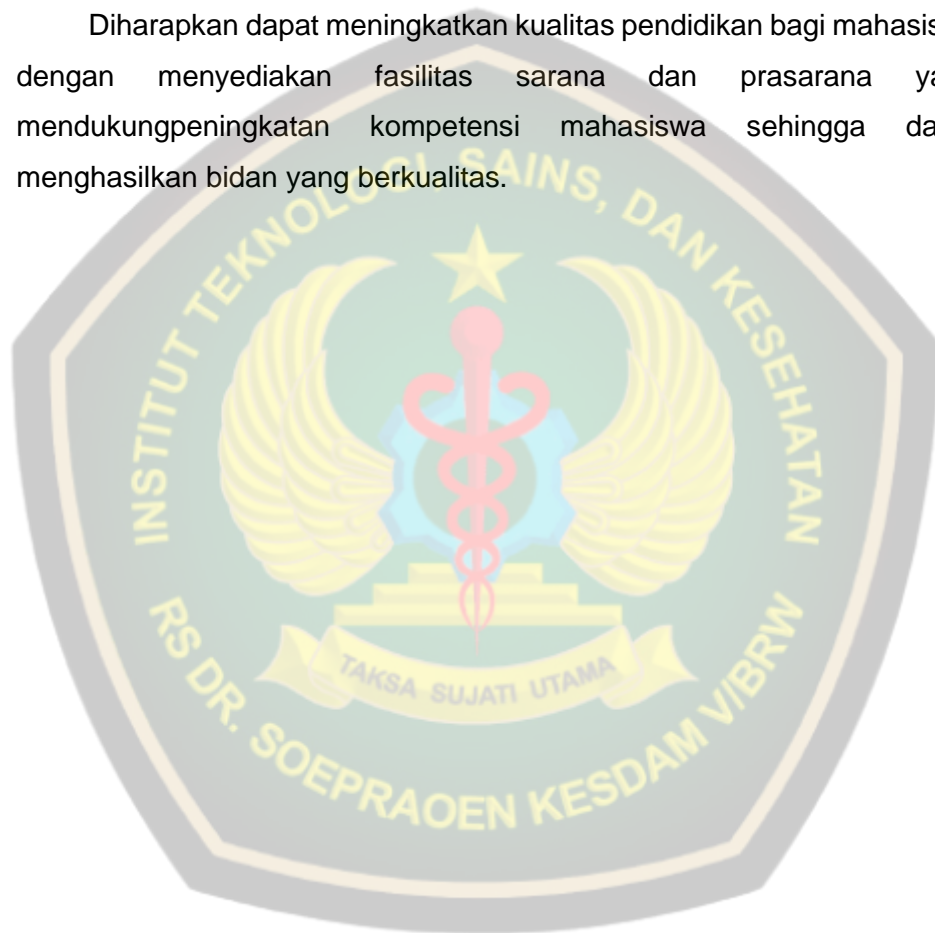 Diharapkan dapat meningkatkan kualitas pendidikan bagi mahasis
dengan menyediakan fasilitas sarana dan prasarana ya
mendukungpeningkatan kompetensi mahasiswa sehingga da
menghasilkan bidan yang berkualitas.
INSTITUT TEKNOLOGI, SAINS, DAN KESEHATAN
TAKSA SUJATI UTAMA
RS DR. SOEPRAOEN KESDAM V/BRW